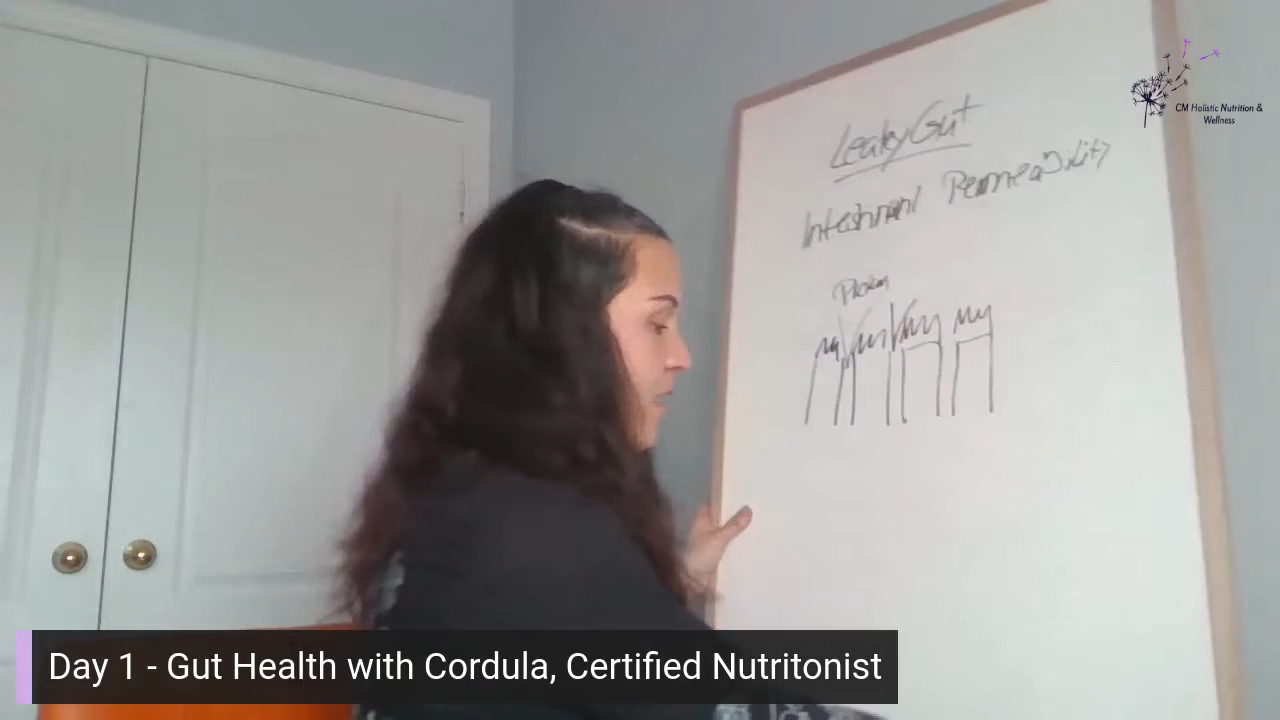 CM Holistic Nutrition &
Wellness
Leaky Gut
Intestinal Permeability
Day 1 - Gut Health with Cordula, Certified Nutritonist